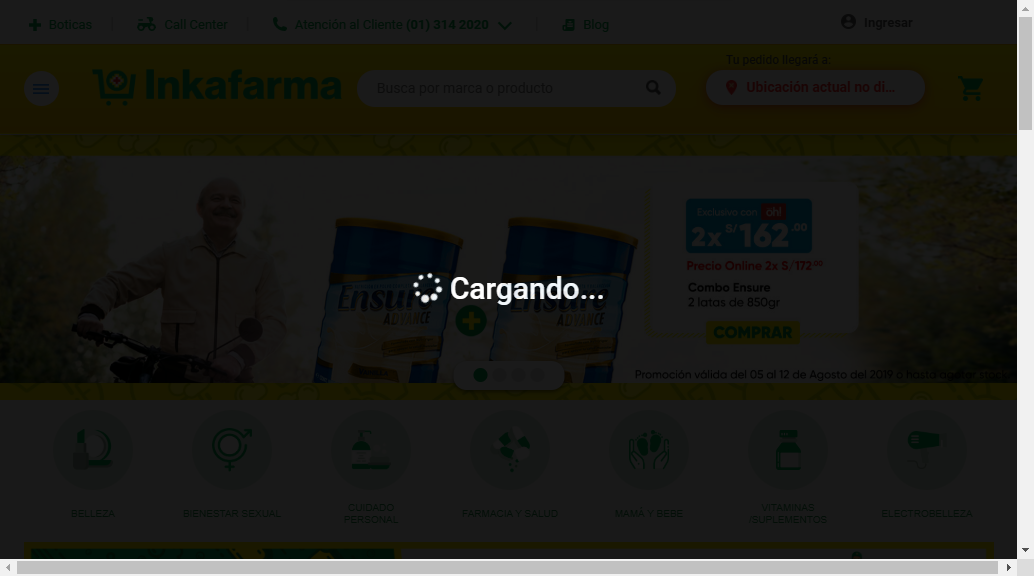 Boticas
Call Center
Atención al Cliente (01) 314 2020
Blog
Ingresar
Inkafarma
Busca por marca o producto
Tu pedido llegará a:
Ubicación actual no di...
Exclusivo con oh!
2x S/ 162.00
Precio Online 2x S/.172.00
Combo Ensure
2 latas de 850gr
COMPRAR
Ensure
ADVANCE
Ensure
ADVANCE
Cargando...
Promoción válida del 05 al 12 de Agosto del 2019 o hasta agotar stock
BELLEZA
BIENESTAR SEXUAL
CUIDADO
PERSONAL
FARMACIA Y SALUD
MAMÁ Y BEBÉ
VITAMINAS
/SUPLEMENTOS
ELECTROBELLEZA